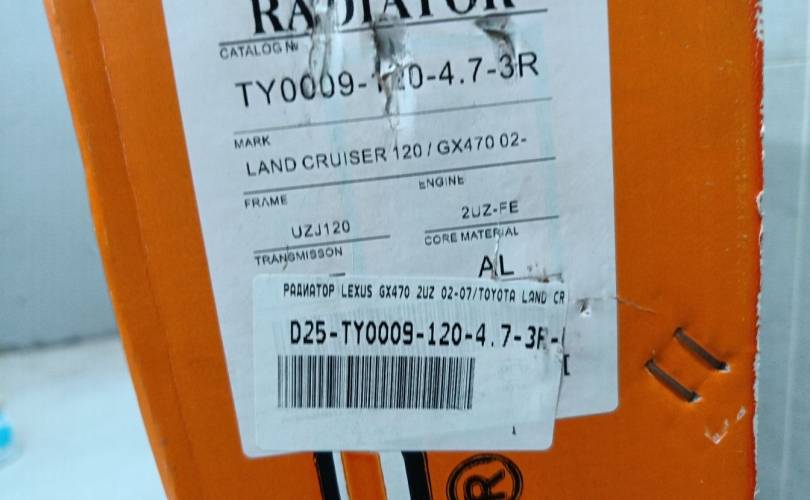 RADIATOR
CATALOG №
TY0009-120-4.7-3R
MARK
LAND CRUISER 120 / GX470 02-
FRAME
ENGINE
UZJ120
2UZ-FE
TRANSMISSON
CORE MATERIAL
AL
РАДИАТОР LEXUS GX470 2UZ 02-07/TOYOTA LAND CR
D25-TY0009-120-4.7-3R-
®